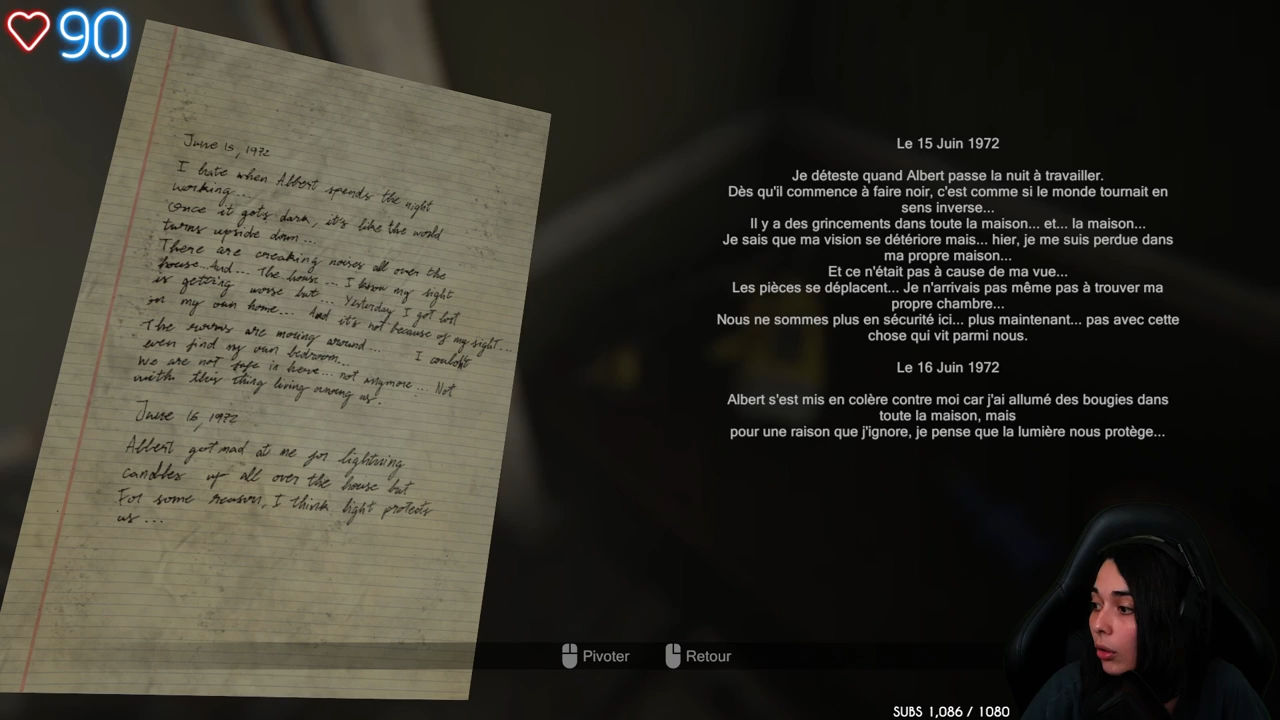 90
June 15, 1972
I hate when Albert spends the night
working...
Once it gets dark, it's like the world
turns upside down...
There are creaking noises all over the
house. And... The house... I know my sight
is getting worse but... Yesterday I got lost
in my own home... And it's not because of my sight...
The rooms are moving around... I couldn't
even find my own bedroom...
We are not safe in here... not anymore... Not
with this thing living among us.
June 16, 1972
Albert got mad at me for lightning
candles up all over the house but
For some reason, I think light protects
us...
Le 15 Juin 1972
Je déteste quand Albert passe la nuit à travailler.
Dès qu'il commence à faire noir, c'est comme si le monde tournait en
sens inverse...
Il y a des grincements dans toute la maison... et... la maison...
Je sais que ma vision se détériore mais... hier, je me suis perdue dans
ma propre maison...
Et ce n'était pas à cause de ma vue...
Les pièces se déplacent... Je n'arrivais pas même pas à trouver ma
propre chambre...
Nous ne sommes plus en sécurité ici... plus maintenant... pas avec cette
chose qui vit parmi nous.
Le 16 Juin 1972
Albert s'est mis en colère contre moi car j'ai allumé des bougies dans
toute la maison, mais
pour une raison que j'ignore, je pense que la lumière nous protège...
Pivoter
Retour
SUBS 1,086 / 1080